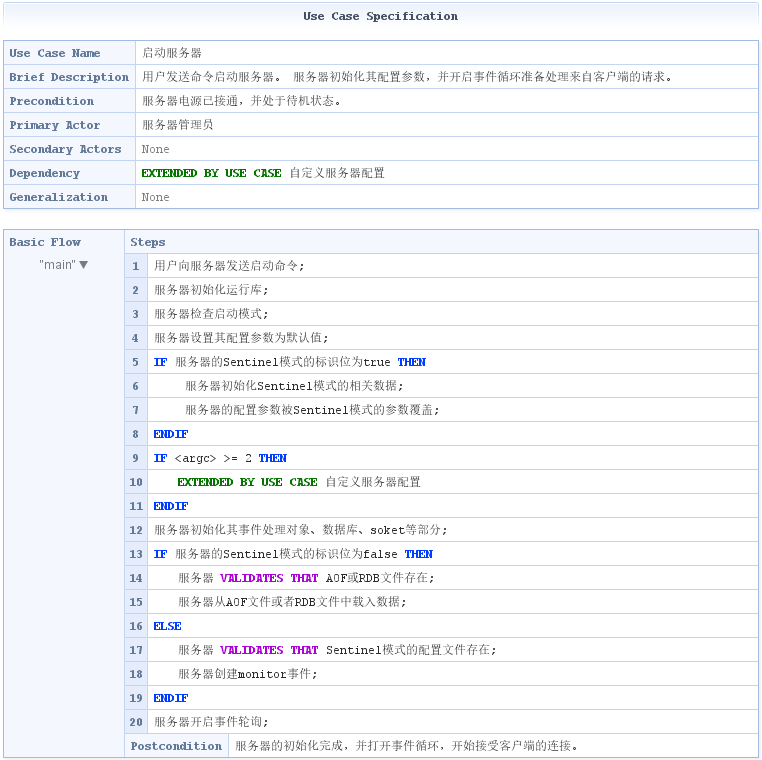 Use Case Specification
Use Case Name 启动服务器
Brief Description 用户发送命令启动服务器。 服务器初始化其配置参数，并开启事件循环准备处理来自客户端的请求。
Precondition 服务器电源已接通，并处于待机状态。
Primary Actor 服务器管理员
Secondary Actors None
Dependency EXTENDED BY USE CASE 自定义服务器配置
Generalization None
Basic Flow Steps
"main" ▼
1 用户向服务器发送启动命令;
2 服务器初始化运行库;
3 服务器检查启动模式;
4 服务器设置其配置参数为默认值;
5 IF 服务器的Sentinel模式的标识位为true THEN
6 服务器初始化Sentinel模式的相关数据;
7 服务器的配置参数被Sentinel模式的参数覆盖;
8 ENDIF
9 IF <argc> >= 2 THEN
10 EXTENDED BY USE CASE 自定义服务器配置
11 ENDIF
12 服务器初始化其事件处理对象、数据库、soket等部分;
13 IF 服务器的Sentinel模式的标识位为false THEN
14 服务器 VALIDATES THAT AOF或RDB文件存在;
15 服务器从AOF文件或者RDB文件中载入数据;
16 ELSE
17 服务器 VALIDATES THAT Sentinel模式的配置文件存在;
18 服务器创建monitor事件;
19 ENDIF
20 服务器开启事件轮询;
Postcondition 服务器的初始化完成，并打开事件循环，开始接受客户端的连接。